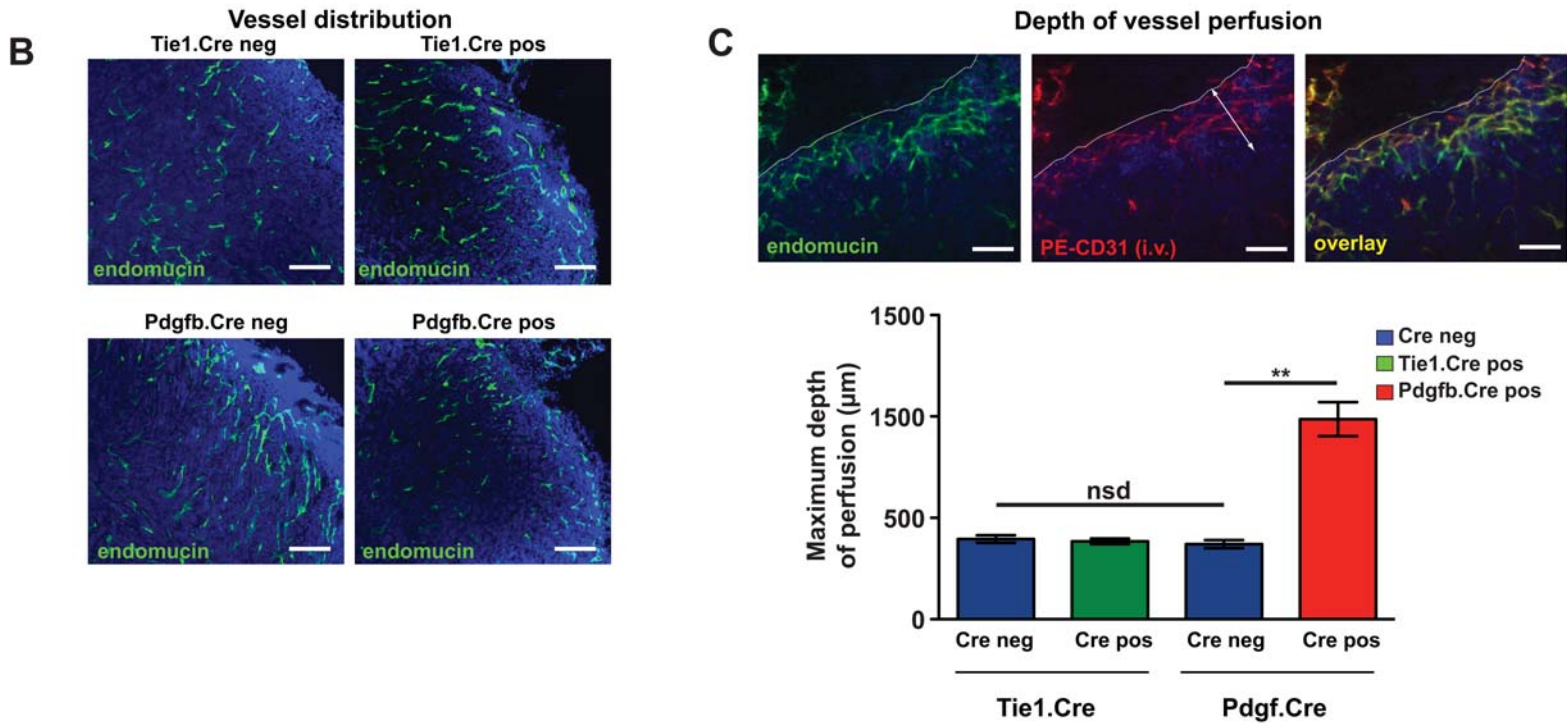 B
Vessel distribution
Tie1.Cre neg
Tie1.Cre pos
endomucin
endomucin
Pdgfb.Cre neg
Pdgfb.Cre pos
endomucin
endomucin
C
Depth of vessel perfusion
endomucin
PE-CD31 (i.v.)
overlay
Maximum depth
of perfusion (µm)
1500
1500
500
0
nsd
**
Cre neg
Tie1.Cre pos
Pdgfb.Cre pos
Cre neg
Cre pos
Cre neg
Cre pos
Tie1.Cre
Pdgf.Cre